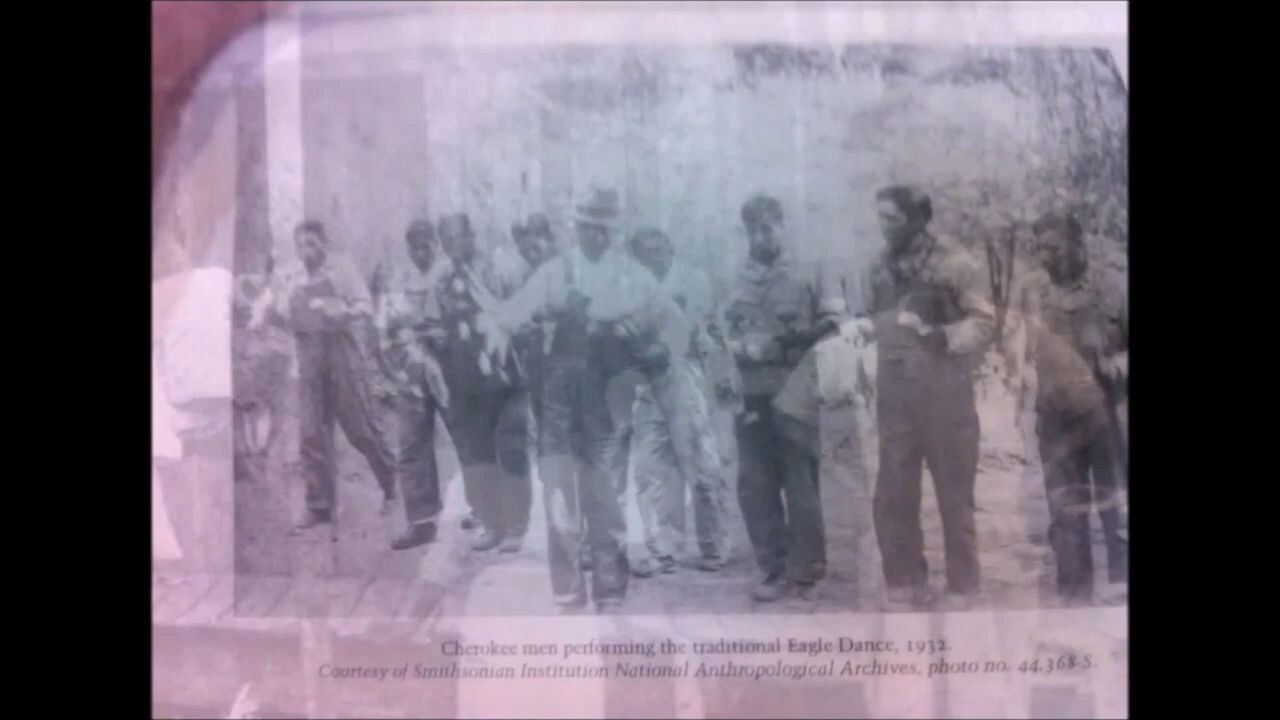 Cherokee men performing the traditional Eagle Dance, 1932.
Courtesy of Smithsonian Institution National Anthropological Archives, photo no. 44.368-S.